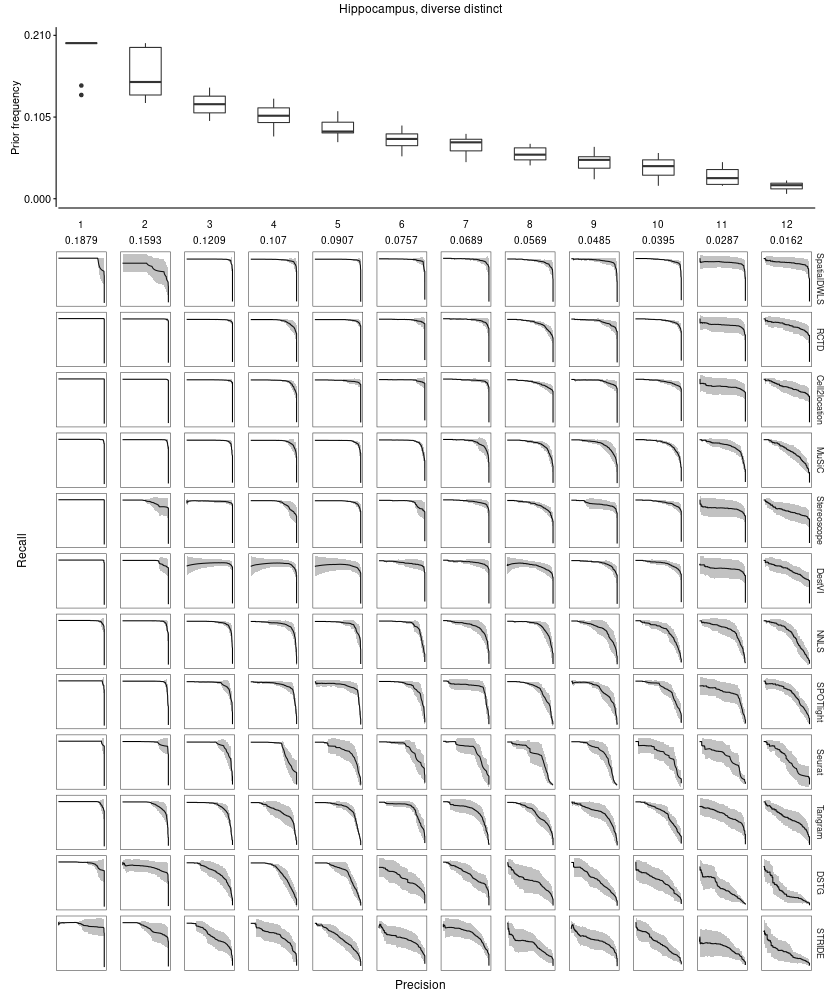 Hippocampus, diverse distinct
Prior frequency
0.210
0.105
0.000
1 2 3 4 5 6 7 8 9 10 11 12
0.1879 0.1593 0.1209 0.107 0.0907 0.0757 0.0689 0.0569 0.0485 0.0395 0.0287 0.0162
Recall
SpatialDWLS
RCTD
Cell2location
MuSiC
Stereoscope
DestVI
NNLS
SPOTlight
Seurat
Tangram
DSTG
STRIDE
Precision